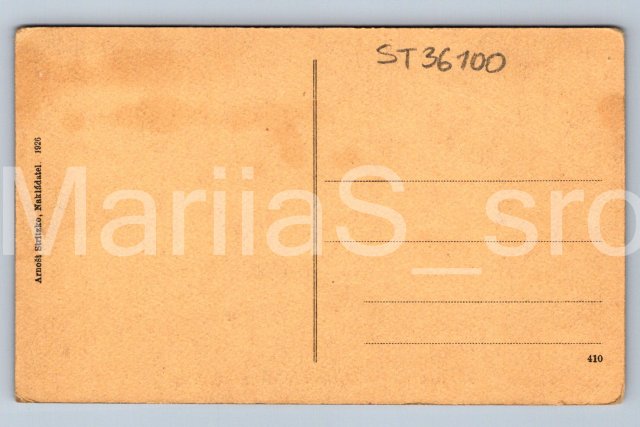 ST36100
Arnošt Stritzko, Nakladatel. 1926
MariiaS_sro
410